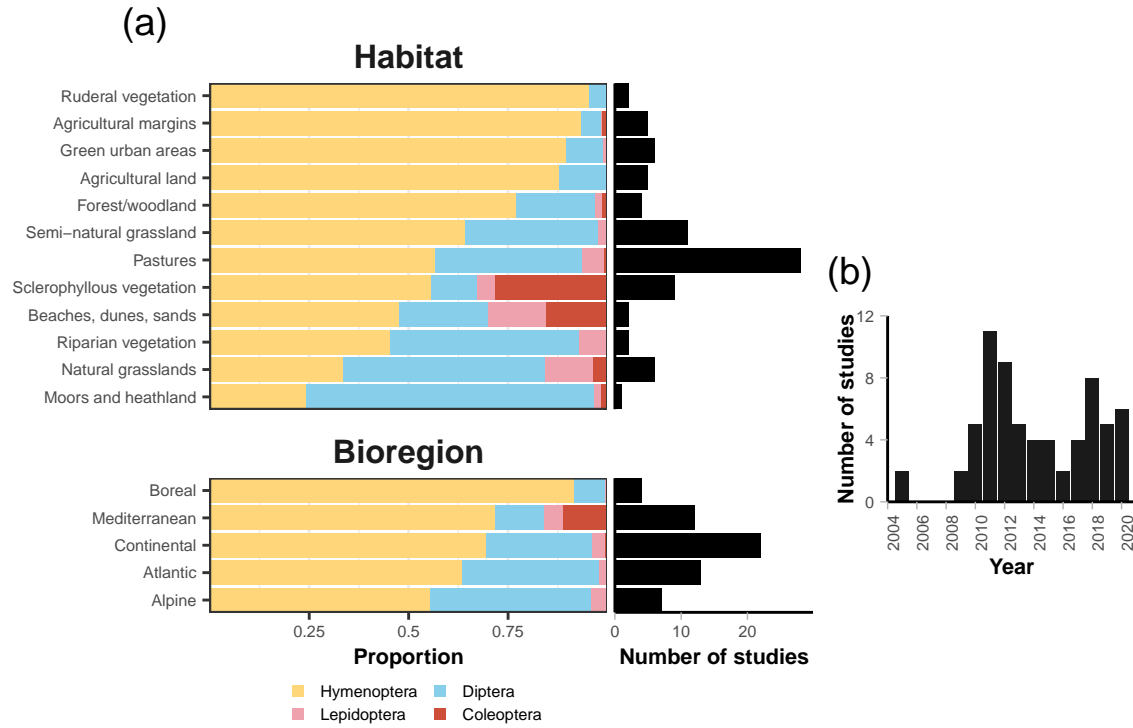 (a)
Habitat
Ruderal vegetation
Agricultural margins
Green urban areas
Agricultural land
Forest/woodland
Semi−natural grassland
Pastures
Sclerophyllous vegetation
Beaches, dunes, sands
Riparian vegetation
Natural grasslands
Moors and heathland
Bioregion
Boreal
Mediterranean
Continental
Atlantic
Alpine
0.25 0.5 0.75
Proportion
0 10 20
Number of studies
Hymenoptera Diptera
Lepidoptera Coleoptera
(b)
12
8
4
0
Number of studies
2004 2006 2008 2010 2012 2014 2016 2018 2020
Year